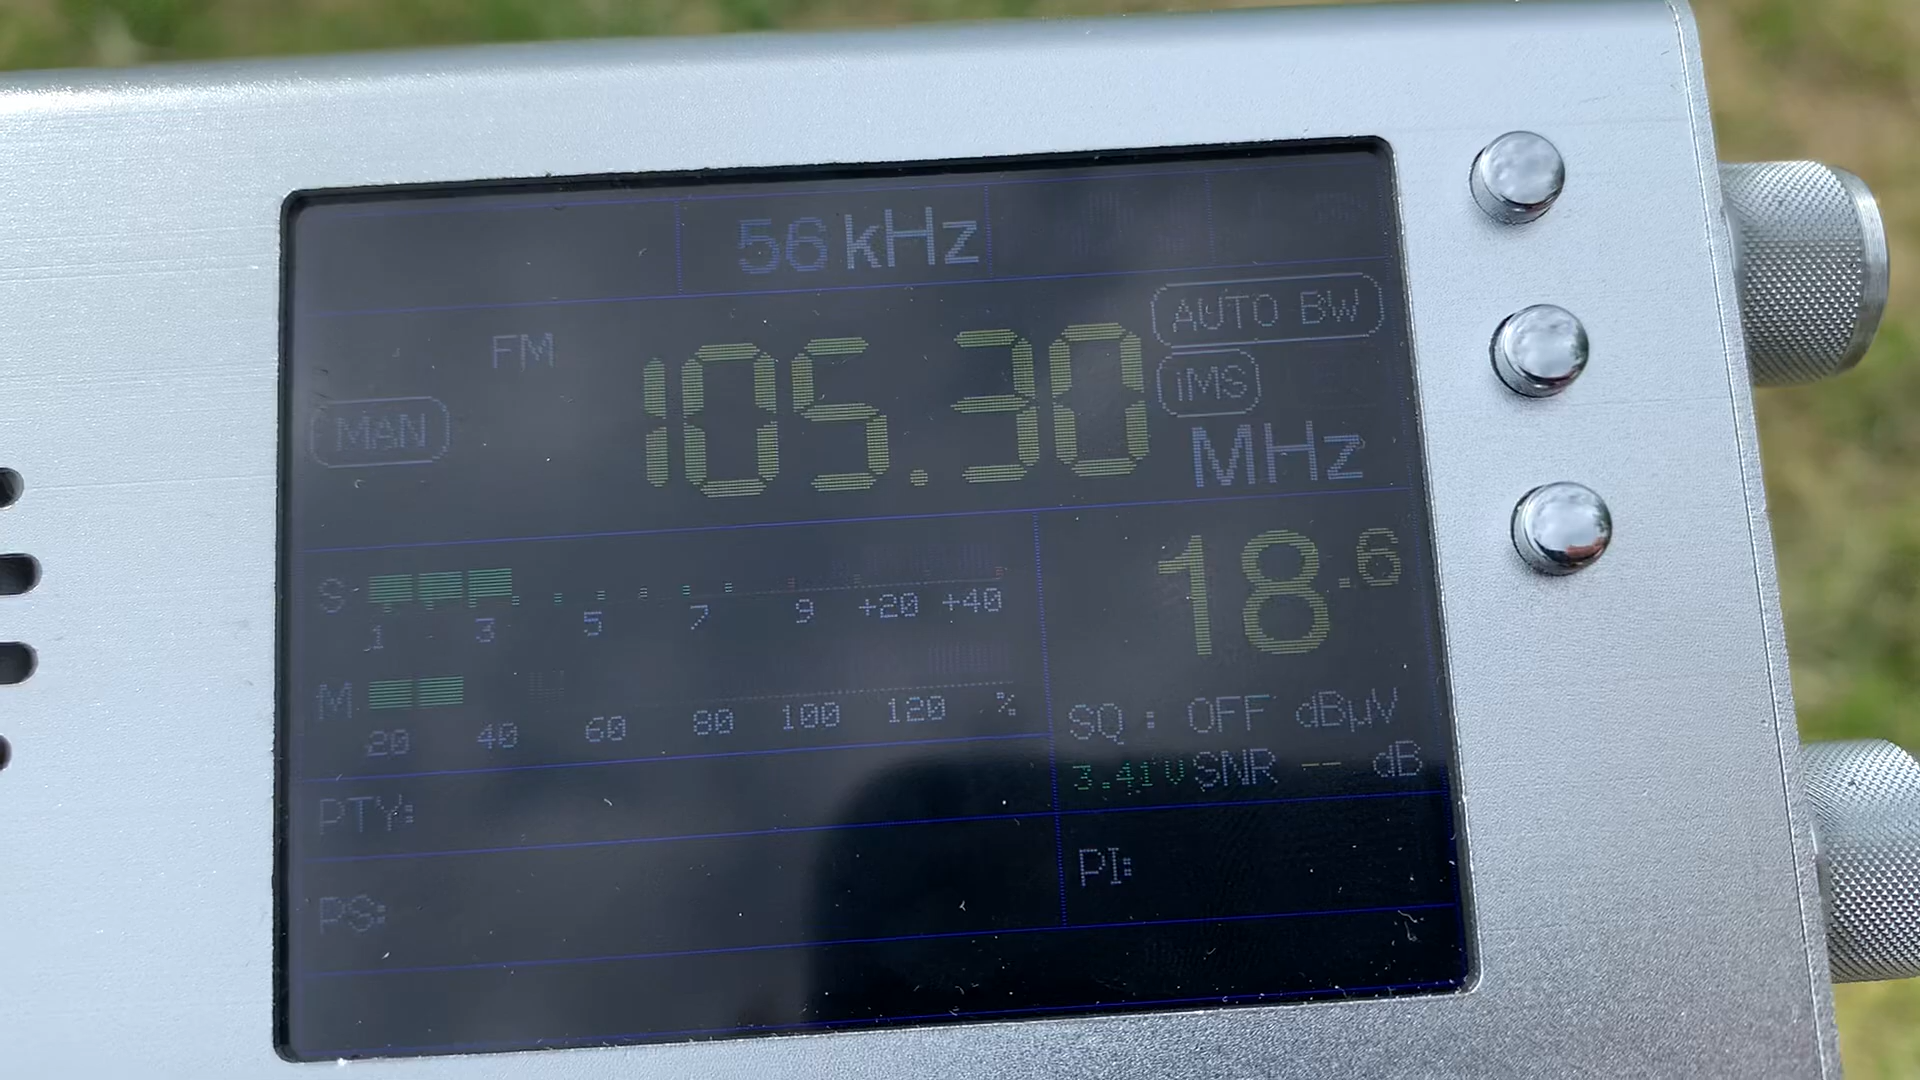 56 kHz
FM
105.30
AUTO BW
iMS
MAN
MHz
18.6
S
1 3 5 7 9 +20 +40
M
20 40 60 80 100 120 %
SQ : OFF dBµV
3.41V SNR -- dB
PTY:
PI:
PS: